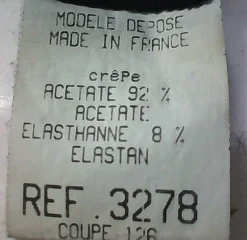 MODELE DEPOSE
MADE IN FRANCE
crêPe
ACETATE 92 %
ACETATE
ELASTHANNE 8 %
ELASTAN
REF. 3278
COUPE 126